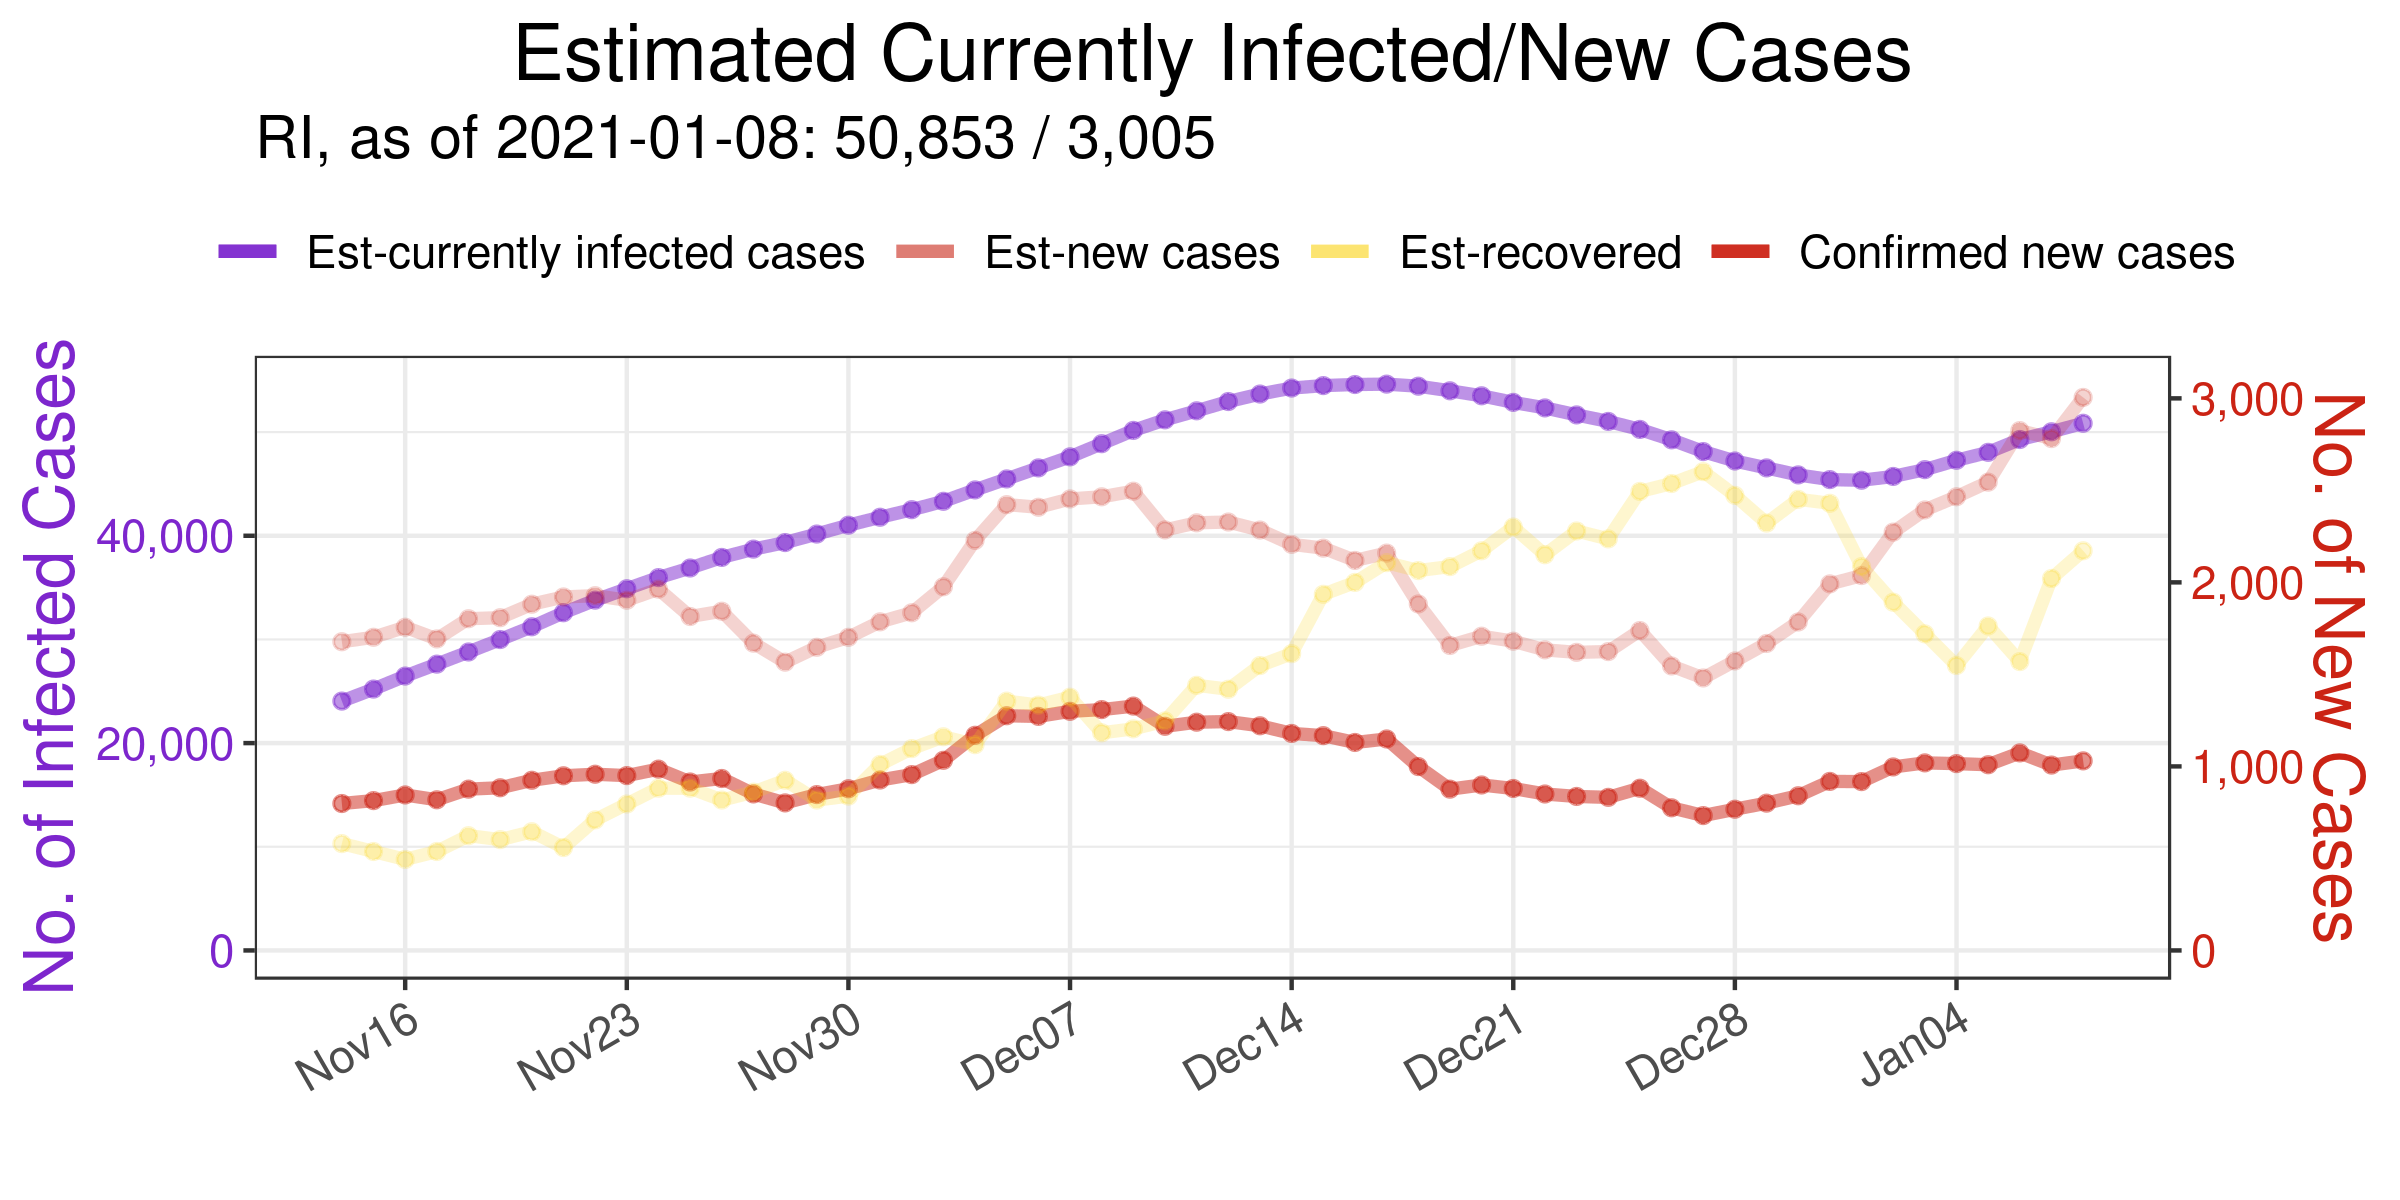 Estimated Currently Infected/New Cases
RI, as of 2021-01-08: 50,853 / 3,005
Est-currently infected cases Est-new cases Est-recovered Confirmed new cases
No. of Infected Cases
40,000
20,000
0
3,000
2,000
1,000
0
No. of New Cases
Nov16 Nov23 Nov30 Dec07 Dec14 Dec21 Dec28 Jan04